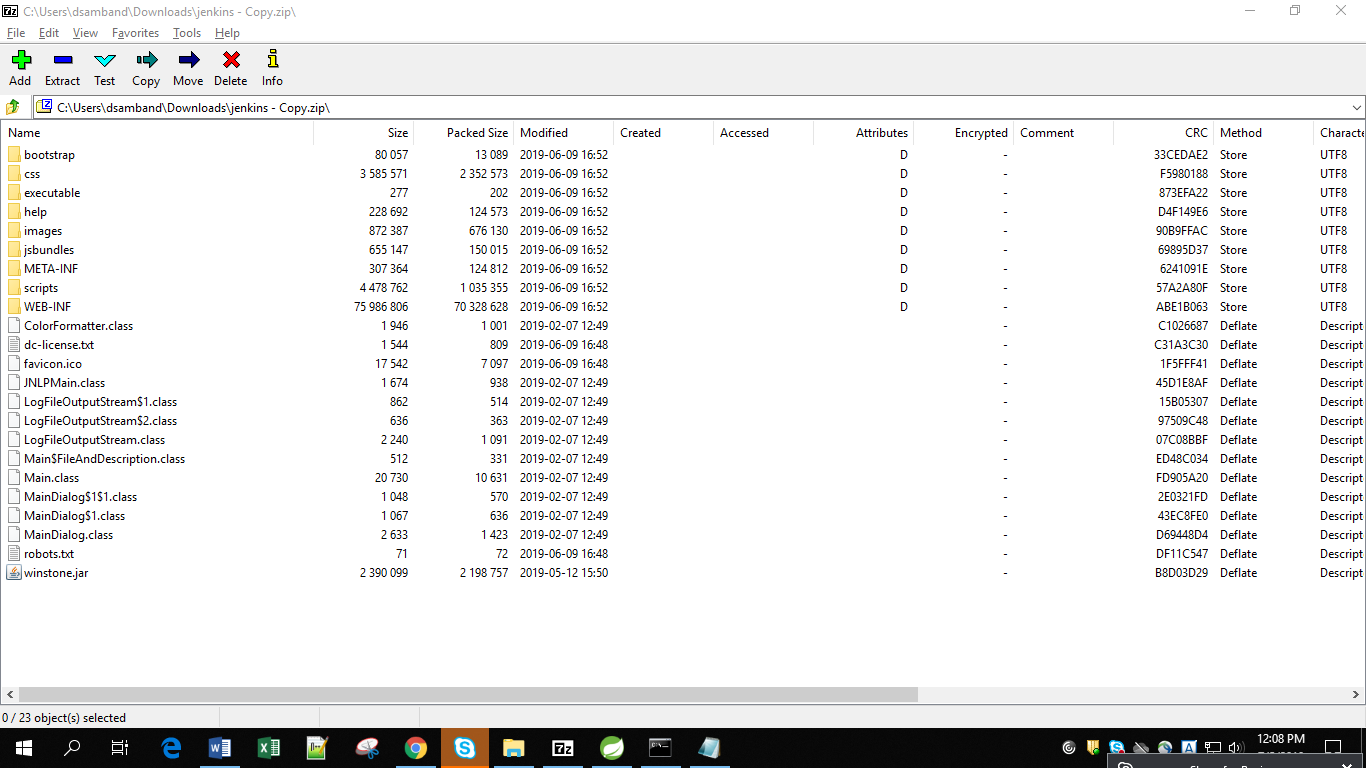 C:\Users\dsamband\Downloads\jenkins - Copy.zip\
File Edit View Favorites Tools Help
Add Extract Test Copy Move Delete Info
C:\Users\dsamband\Downloads\jenkins - Copy.zip\
Name Size Packed Size Modified Created Accessed Attributes Encrypted Comment CRC Method Characte
bootstrap 80 057 13 089 2019-06-09 16:52 D - 33CEDAE2 Store UTF8
css 3 585 571 2 352 573 2019-06-09 16:52 D - F5980188 Store UTF8
executable 277 202 2019-06-09 16:52 D - 873EFA22 Store UTF8
help 228 692 124 573 2019-06-09 16:52 D - D4F149E6 Store UTF8
images 872 387 676 130 2019-06-09 16:52 D - 90B9FFAC Store UTF8
jsbundles 655 147 150 015 2019-06-09 16:52 D - 69895D37 Store UTF8
META-INF 307 364 124 812 2019-06-09 16:52 D - 6241091E Store UTF8
scripts 4 478 762 1 035 355 2019-06-09 16:52 D - 57A2A80F Store UTF8
WEB-INF 75 986 806 70 328 628 2019-06-09 16:52 D - ABE1B063 Store UTF8
ColorFormatter.class 1 946 1 001 2019-02-07 12:49 - C1026687 Deflate Descript
dc-license.txt 1 544 809 2019-06-09 16:48 - C31A3C30 Deflate Descript
favicon.ico 17 542 7 097 2019-06-09 16:48 - 1F5FFF41 Deflate Descript
JNLPMain.class 1 674 938 2019-02-07 12:49 - 45D1E8AF Deflate Descript
LogFileOutputStream$1.class 862 514 2019-02-07 12:49 - 15B05307 Deflate Descript
LogFileOutputStream$2.class 636 363 2019-02-07 12:49 - 97509C48 Deflate Descript
LogFileOutputStream.class 2 240 1 091 2019-02-07 12:49 - 07C08BBF Deflate Descript
Main$FileAndDescription.class 512 331 2019-02-07 12:49 - ED48C034 Deflate Descript
Main.class 20 730 10 631 2019-02-07 12:49 - FD905A20 Deflate Descript
MainDialog$1$1.class 1 048 570 2019-02-07 12:49 - 2E0321FD Deflate Descript
MainDialog$1.class 1 067 636 2019-02-07 12:49 - 43EC8FE0 Deflate Descript
MainDialog.class 2 633 1 423 2019-02-07 12:49 - D69448D4 Deflate Descript
robots.txt 71 72 2019-06-09 16:48 - DF11C547 Deflate Descript
winstone.jar 2 390 099 2 198 757 2019-05-12 15:50 - B8D03D29 Deflate Descript
0 / 23 object(s) selected
12:08 PM